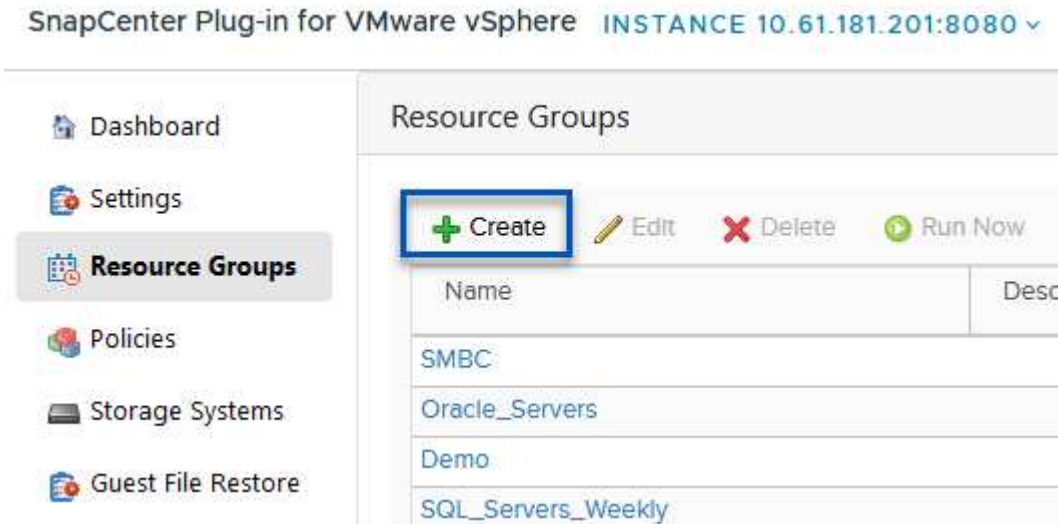 SnapCenter Plug-in for VMware vSphere INSTANCE 10.61.181.201:8080
Dashboard
Settings
Resource Groups
Policies
Storage Systems
Guest File Restore
Resource Groups
Create Edit Delete Run Now
Name Desc
SMBC
Oracle_Servers
Demo
SQL_Servers_Weekly